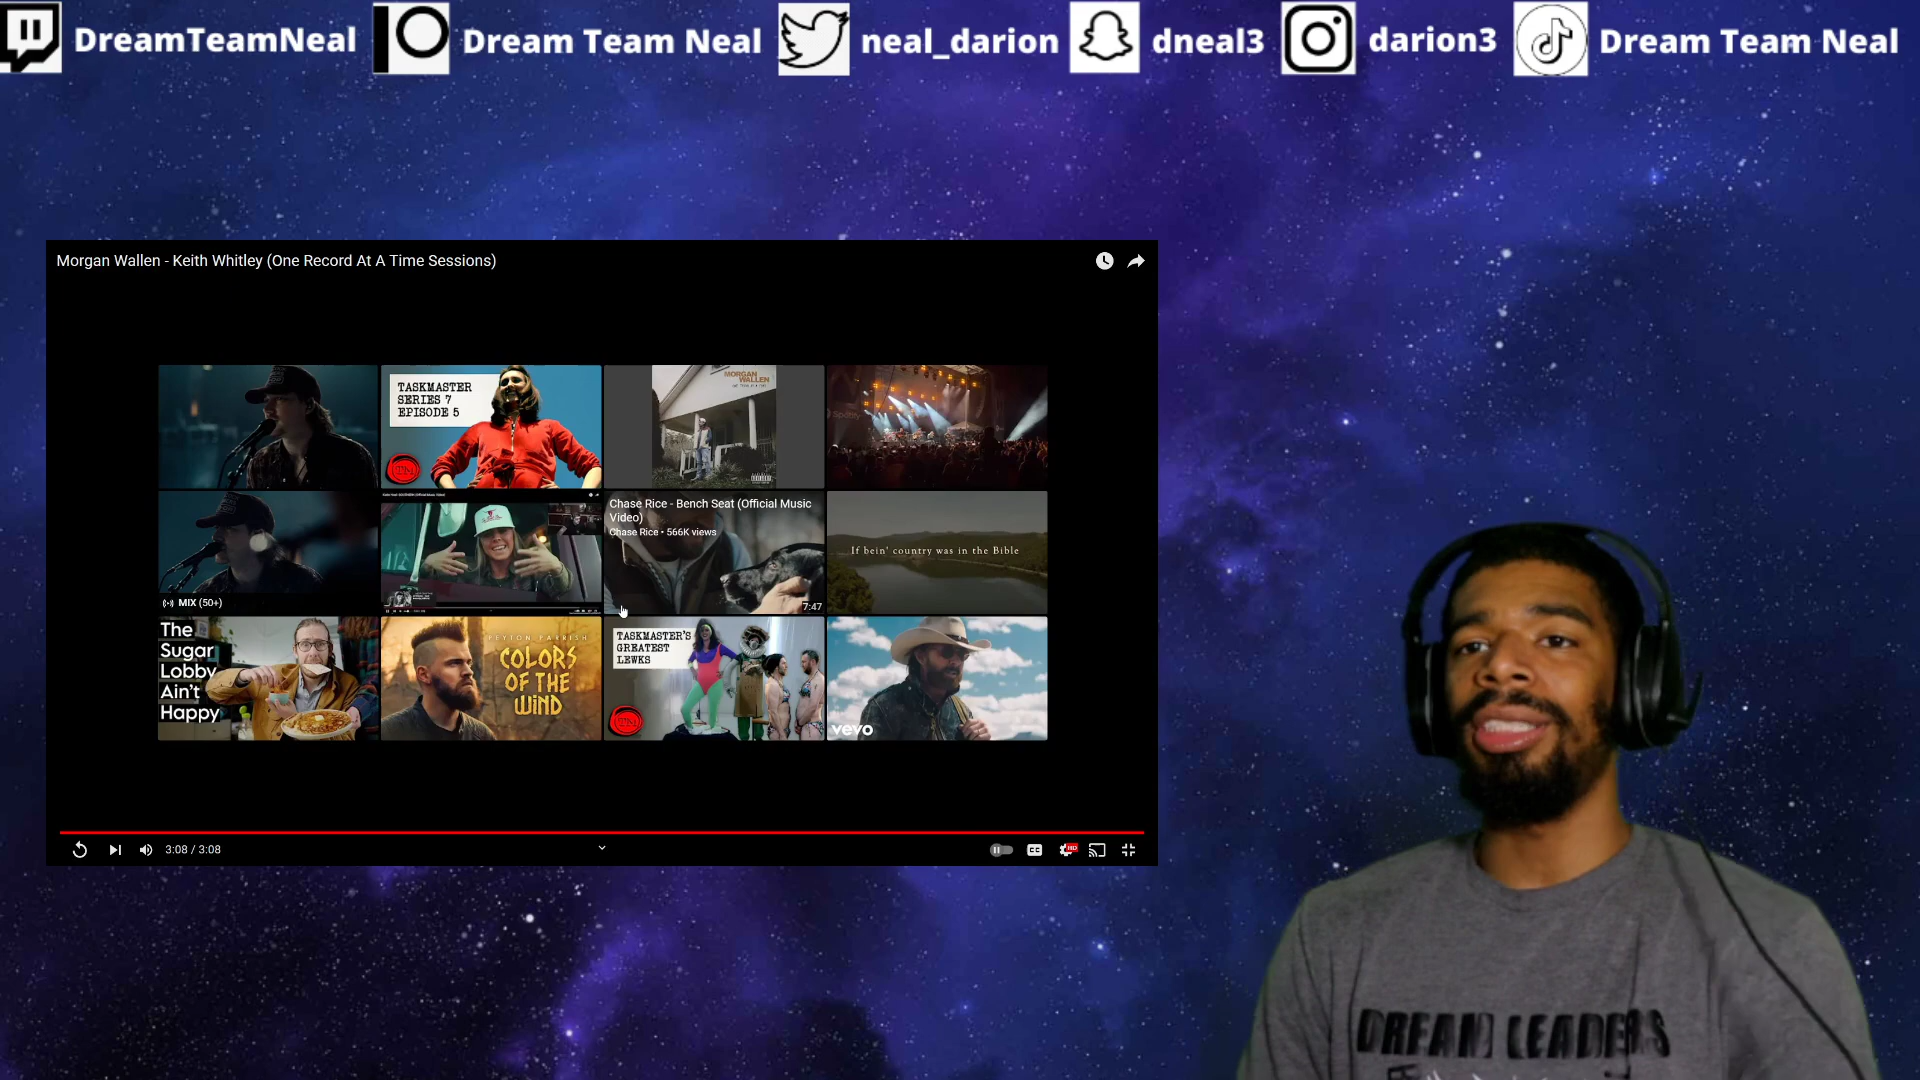 DreamTeamNeal Dream Team Neal neal_darion dneal3 darion3 Dream Team Neal
Morgan Wallen - Keith Whitley (One Record At A Time Sessions)
TASKMASTER
SERIES 7
EPISODE 5
MORGAN
WALLEN
MIX (50+)
Chase Rice - Bench Seat (Official Music
Video)
Chase Rice • 566K views
7:47
If bein' country was in the Bible
The
Sugar
Lobby
Ain't
Happy
PEYTON PARRISH
COLORS
OF THE
WIND
TASKMASTER'S
GREATEST
LEWKS
vevo
3:08 / 3:08
CC
HD
DREAM LEADERS